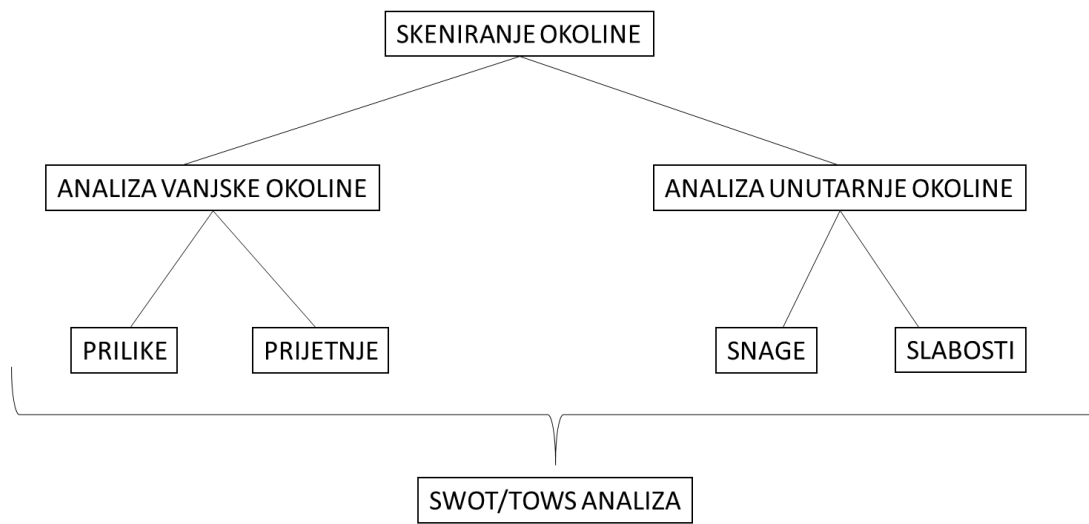 SKENIRANJE OKOLINE
ANALIZA VANJSKE OKOLINE
ANALIZA UNUTARNJE OKOLINE
PRILIKE
PRIJETNJE
SNAGE
SLABOSTI
SWOT/TOWS ANALIZA